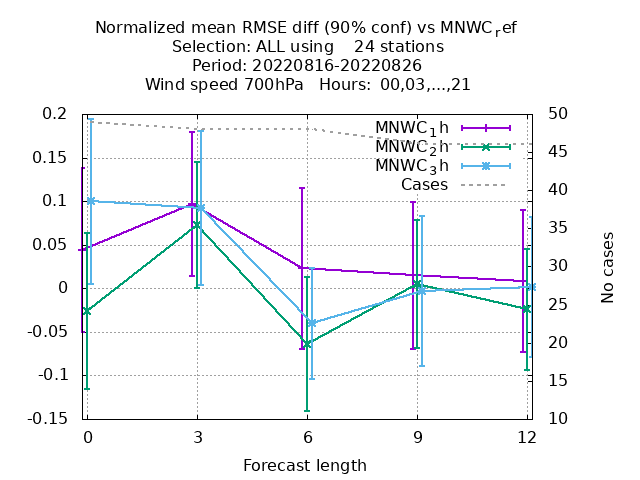 Normalized mean RMSE diff (90% conf) vs MNWC_ref
Selection: ALL using    24 stations
Period: 20220816-20220826
Wind speed 700hPa   Hours: 00,03,...,21
MNWC_1h
MNWC_2h
MNWC_3h
Cases
0.2
0.15
0.1
0.05
0
-0.05
-0.1
-0.15
50
45
40
35
30
25
20
15
10
No cases
0 3 6 9 12
Forecast length